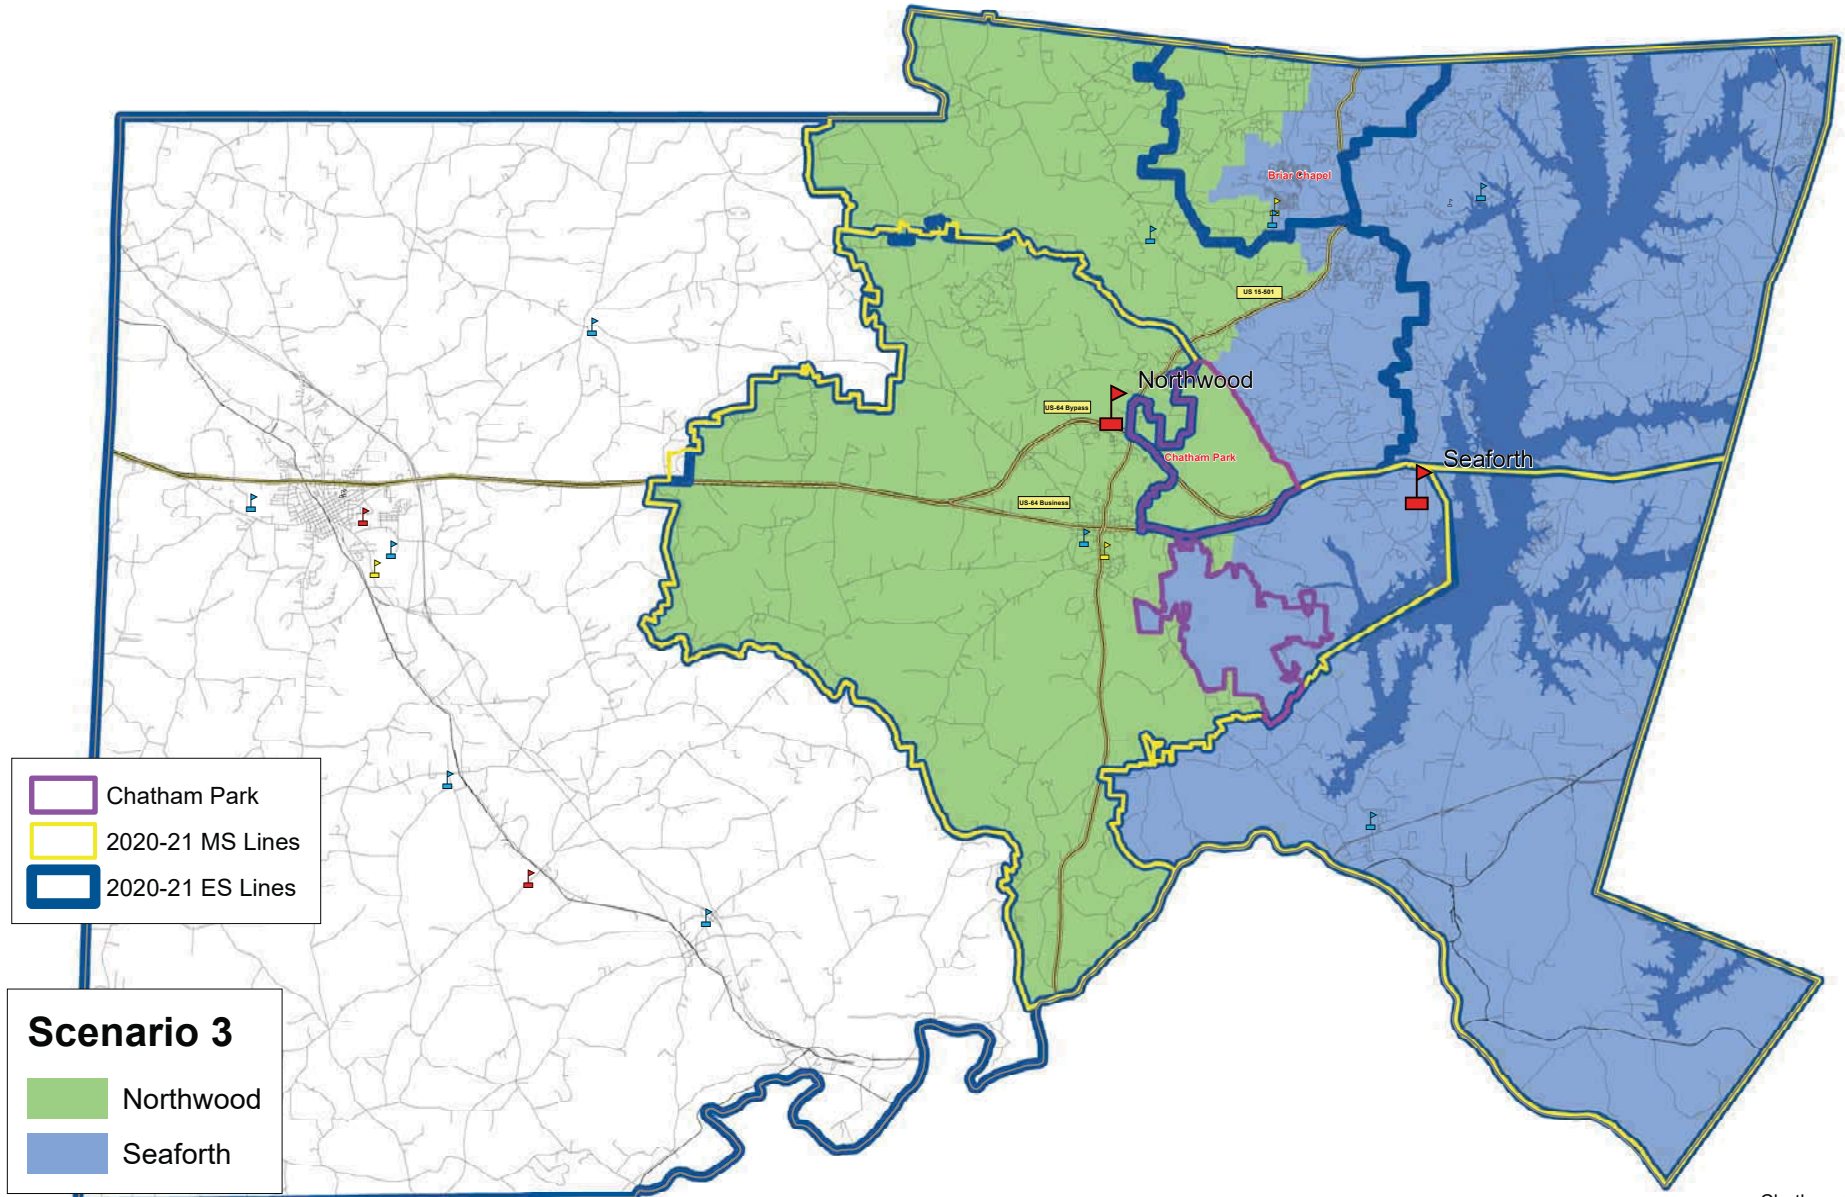 Briar Chapel
US 15-501
Northwood
US-64 Bypass
Chatham Park
Seaforth
US-64 Business
Chatham Park
2020-21 MS Lines
2020-21 ES Lines
Scenario 3
Northwood
Seaforth